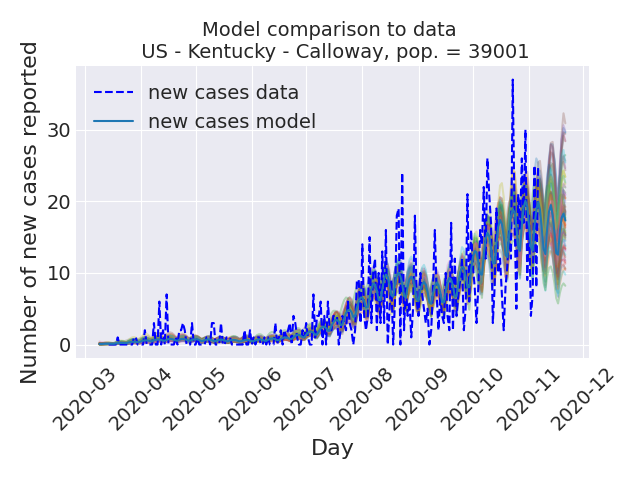 Model comparison to data
US - Kentucky - Calloway, pop. = 39001
new cases data
new cases model
Number of new cases reported
30
20
10
0
2020-03
2020-04
2020-05
2020-06
2020-07
2020-08
2020-09
2020-10
2020-11
2020-12
Day